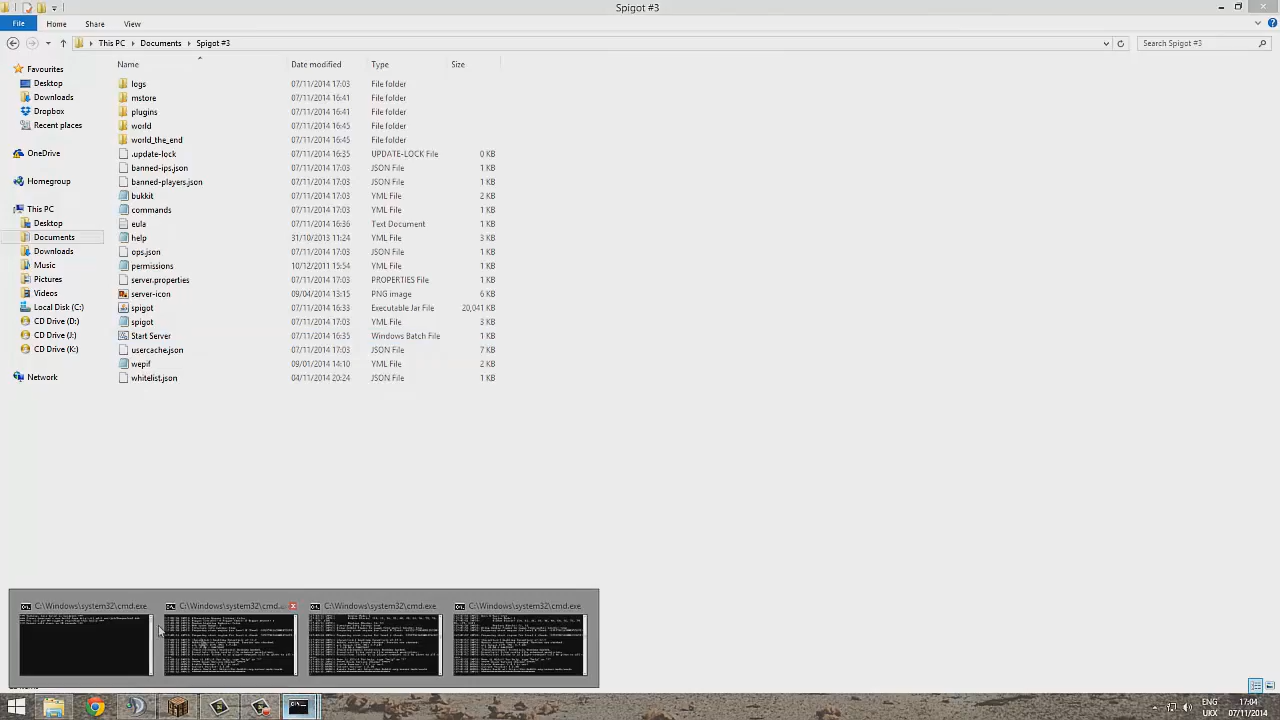 Spigot #3
File Home Share View
This PC Documents Spigot #3 Search Spigot #3
Name Date modified Type Size
Favourites
Desktop
Downloads
Dropbox
Recent places
OneDrive
Homegroup
This PC
Desktop
Documents
Downloads
Music
Pictures
Videos
Local Disk (C:)
CD Drive (D:)
CD Drive (J:)
CD Drive (K:)
Network
logs 07/11/2014 17:03 File folder
mstore 07/11/2014 16:41 File folder
plugins 07/11/2014 16:41 File folder
world 07/11/2014 16:45 File folder
world_the_end 07/11/2014 16:45 File folder
.update-lock 07/11/2014 16:35 UPDATE-LOCK File 0 KB
banned-ips.json 07/11/2014 17:03 JSON File 1 KB
banned-players.json 07/11/2014 17:03 JSON File 1 KB
bukkit 07/11/2014 17:03 YML File 2 KB
commands 07/11/2014 17:03 YML File 1 KB
eula 07/11/2014 16:36 Text Document 1 KB
help 31/10/2013 11:24 YML File 3 KB
ops.json 07/11/2014 17:03 JSON File 1 KB
permissions 10/12/2011 15:54 YML File 1 KB
server.properties 07/11/2014 17:03 PROPERTIES File 1 KB
server-icon 09/04/2014 13:15 PNG image 6 KB
spigot 07/11/2014 16:33 Executable Jar File 20,041 KB
spigot 07/11/2014 17:03 YML File 3 KB
Start Server 07/11/2014 16:35 Windows Batch File 1 KB
usercache.json 07/11/2014 17:03 JSON File 7 KB
wepif 09/01/2014 14:10 YML File 2 KB
whitelist.json 04/11/2014 20:24 JSON File 1 KB
C:\Windows\system32\cmd.exe C:\Windows\system32\cmd... C:\Windows\system32\cmd.exe C:\Windows\system32\cmd.exe
ENG 17:04
UKX 07/11/2014